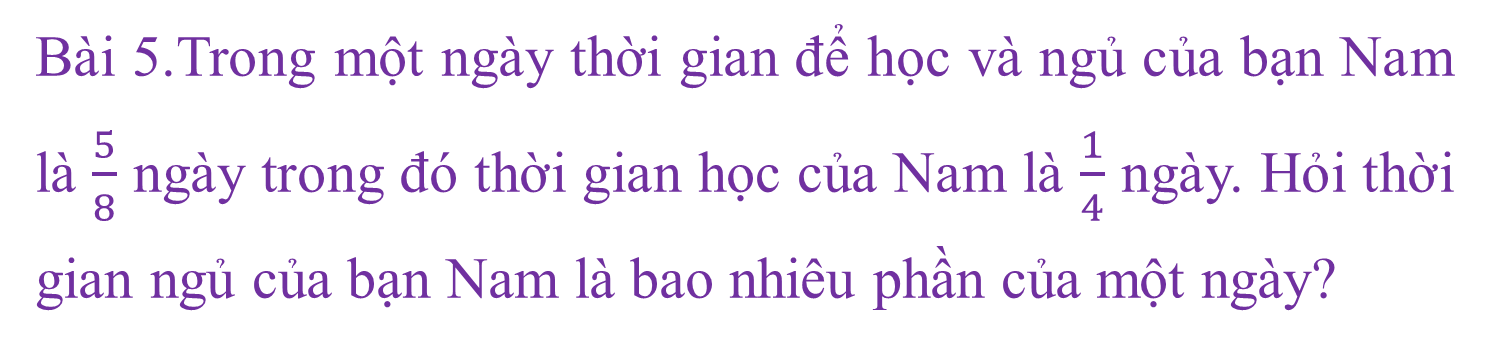 Bài 5.Trong một ngày thời gian để học và ngủ của bạn Nam
là 5/8 ngày trong đó thời gian học của Nam là 1/4 ngày. Hỏi thời
gian ngủ của bạn Nam là bao nhiêu phần của một ngày?